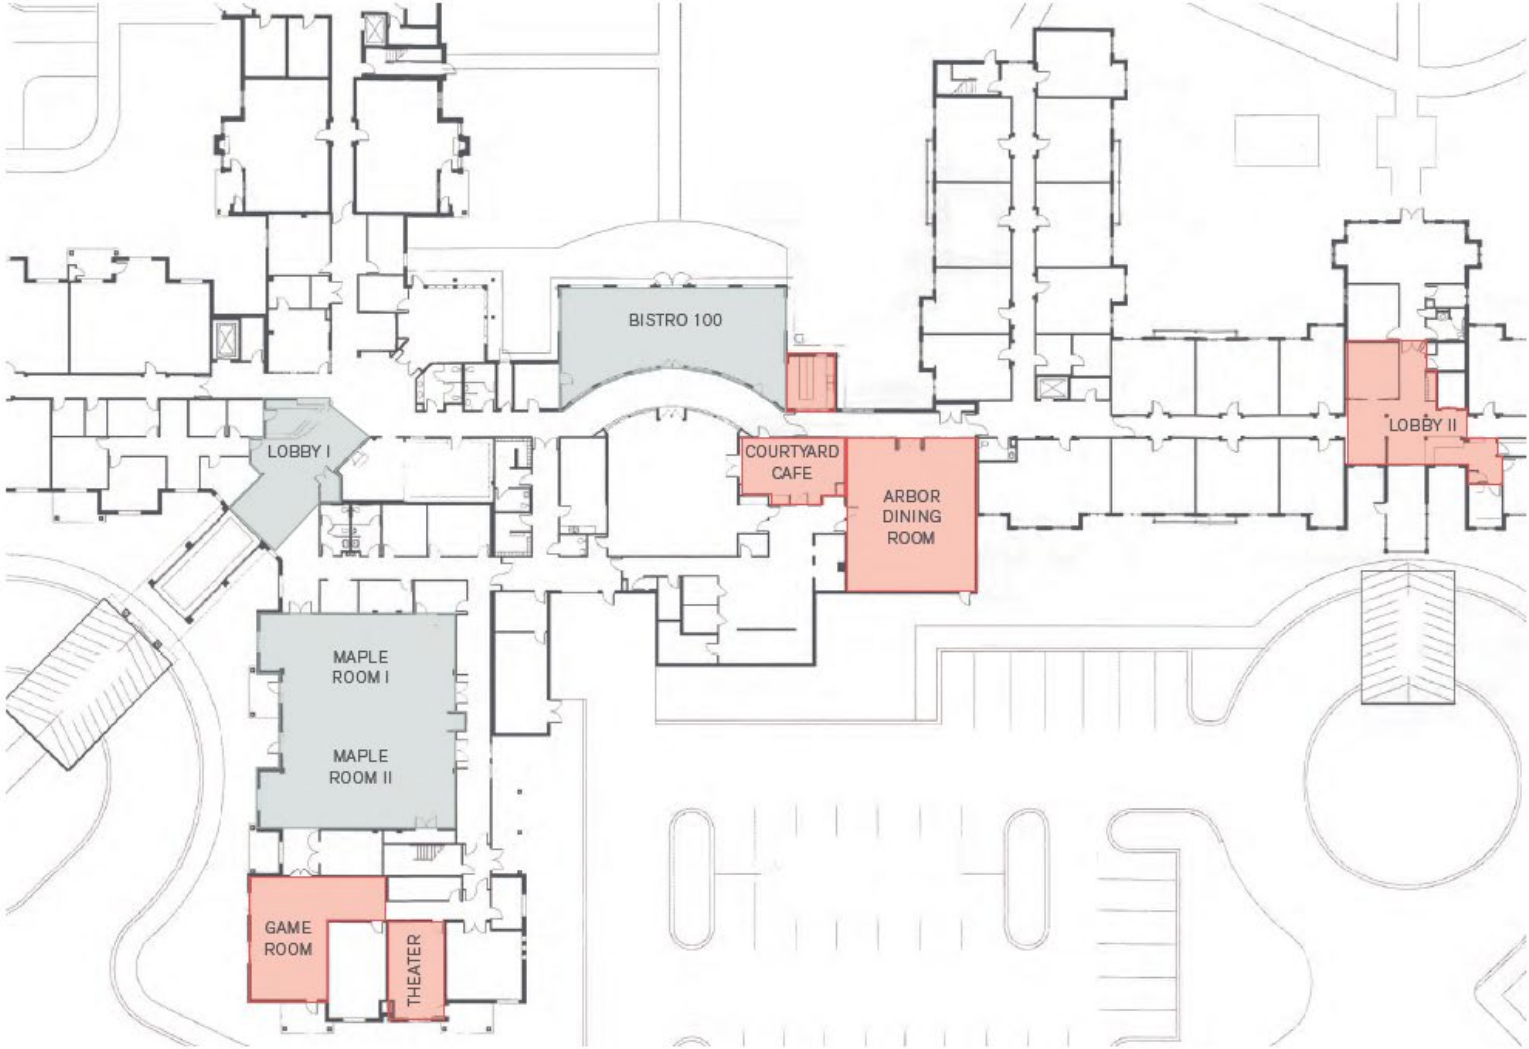 BISTRO 100
LOBBY I
COURTYARD
CAFE
LOBBY II
ARBOR
DINING
ROOM
MAPLE
ROOM I
MAPLE
ROOM II
GAME
ROOM
THEATER